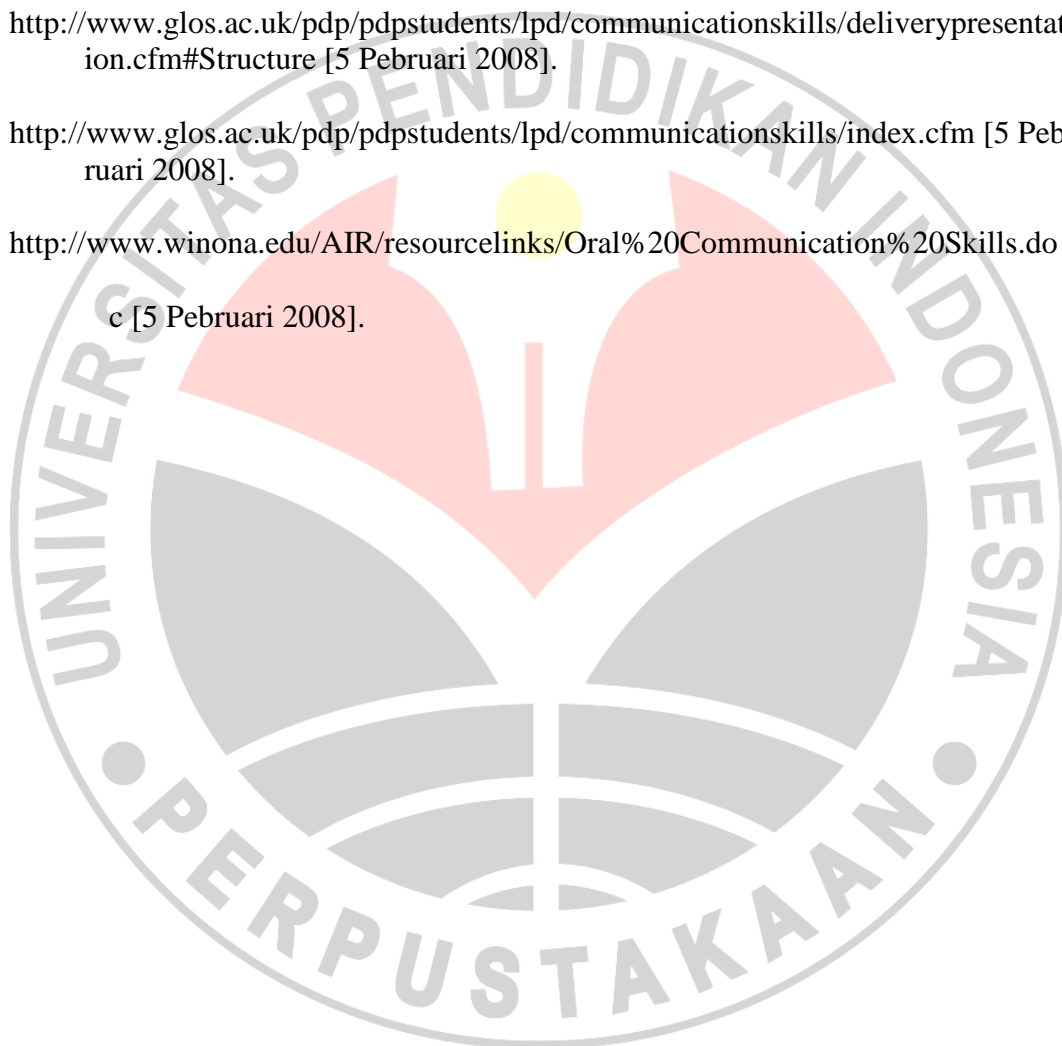 http://www.glos.ac.uk/pdp/pdpstudents/lpd/communicationskills/deliverypresentat
ion.cfm#Structure [5 Pebruari 2008].
http://www.glos.ac.uk/pdp/pdpstudents/lpd/communicationskills/index.cfm [5 Peb
ruari 2008].
http://www.winona.edu/AIR/resourcelinks/Oral%20Communication%20Skills.do
c [5 Pebruari 2008].
UNIVERSITAS PENDIDIKAN INDONESIA
PERPUSTAKAAN